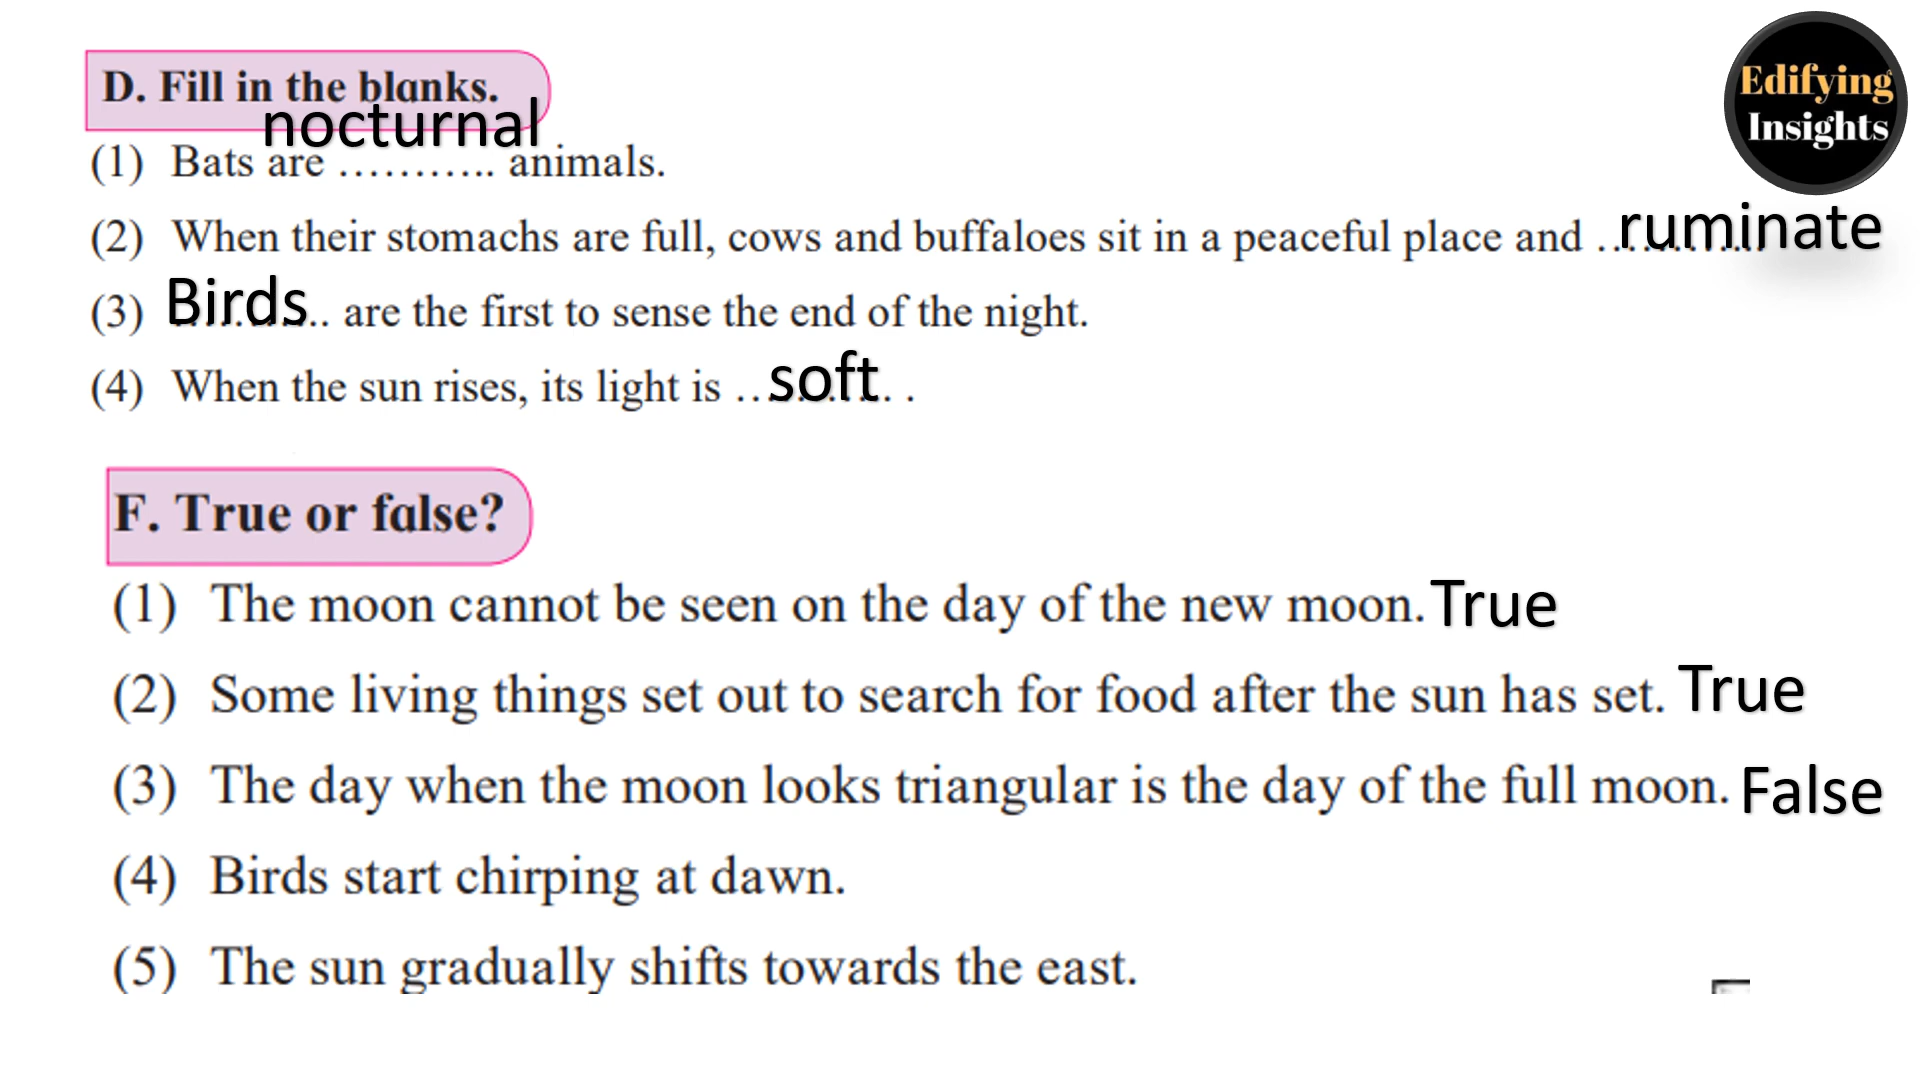 D. Fill in the blanks.
Edifying
Insights
nocturnal
(1) Bats are ........... animals.
(2) When their stomachs are full, cows and buffaloes sit in a peaceful place and ruminate
(3) Birds .. are the first to sense the end of the night.
(4) When the sun rises, its light is .. soft . .
F. True or false?
(1) The moon cannot be seen on the day of the new moon. True
(2) Some living things set out to search for food after the sun has set. True
(3) The day when the moon looks triangular is the day of the full moon. False
(4) Birds start chirping at dawn.
(5) The sun gradually shifts towards the east.